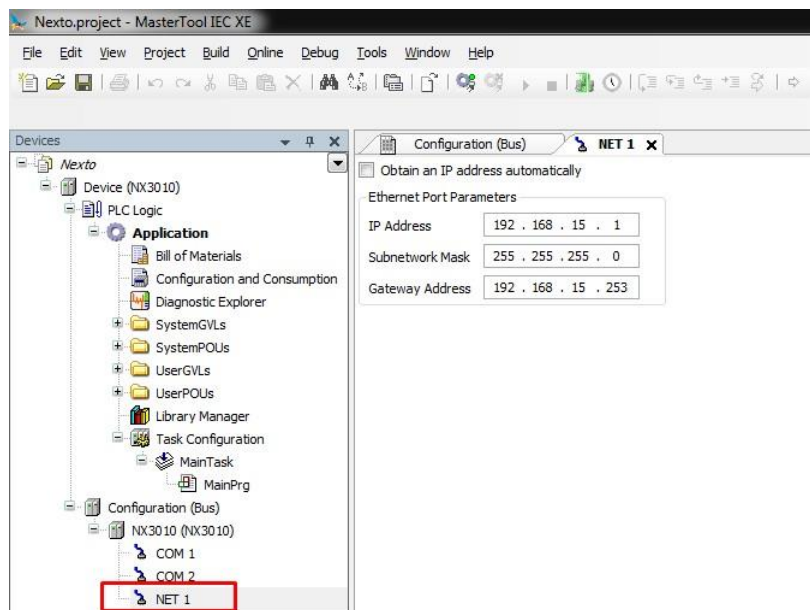 Nexto.project - MasterTool IEC XE
File Edit View Project Build Online Debug Tools Window Help
Devices
Nexto
Device (NX3010)
PLC Logic
Application
Bill of Materials
Configuration and Consumption
Diagnostic Explorer
SystemGVLs
SystemPOUs
UserGVLs
UserPOUs
Library Manager
Task Configuration
MainTask
MainPrg
Configuration (Bus)
NX3010 (NX3010)
COM 1
COM 2
NET 1
Configuration (Bus) NET 1
Obtain an IP address automatically
Ethernet Port Parameters
IP Address 192 . 168 . 15 . 1
Subnetwork Mask 255 . 255 . 255 . 0
Gateway Address 192 . 168 . 15 . 253